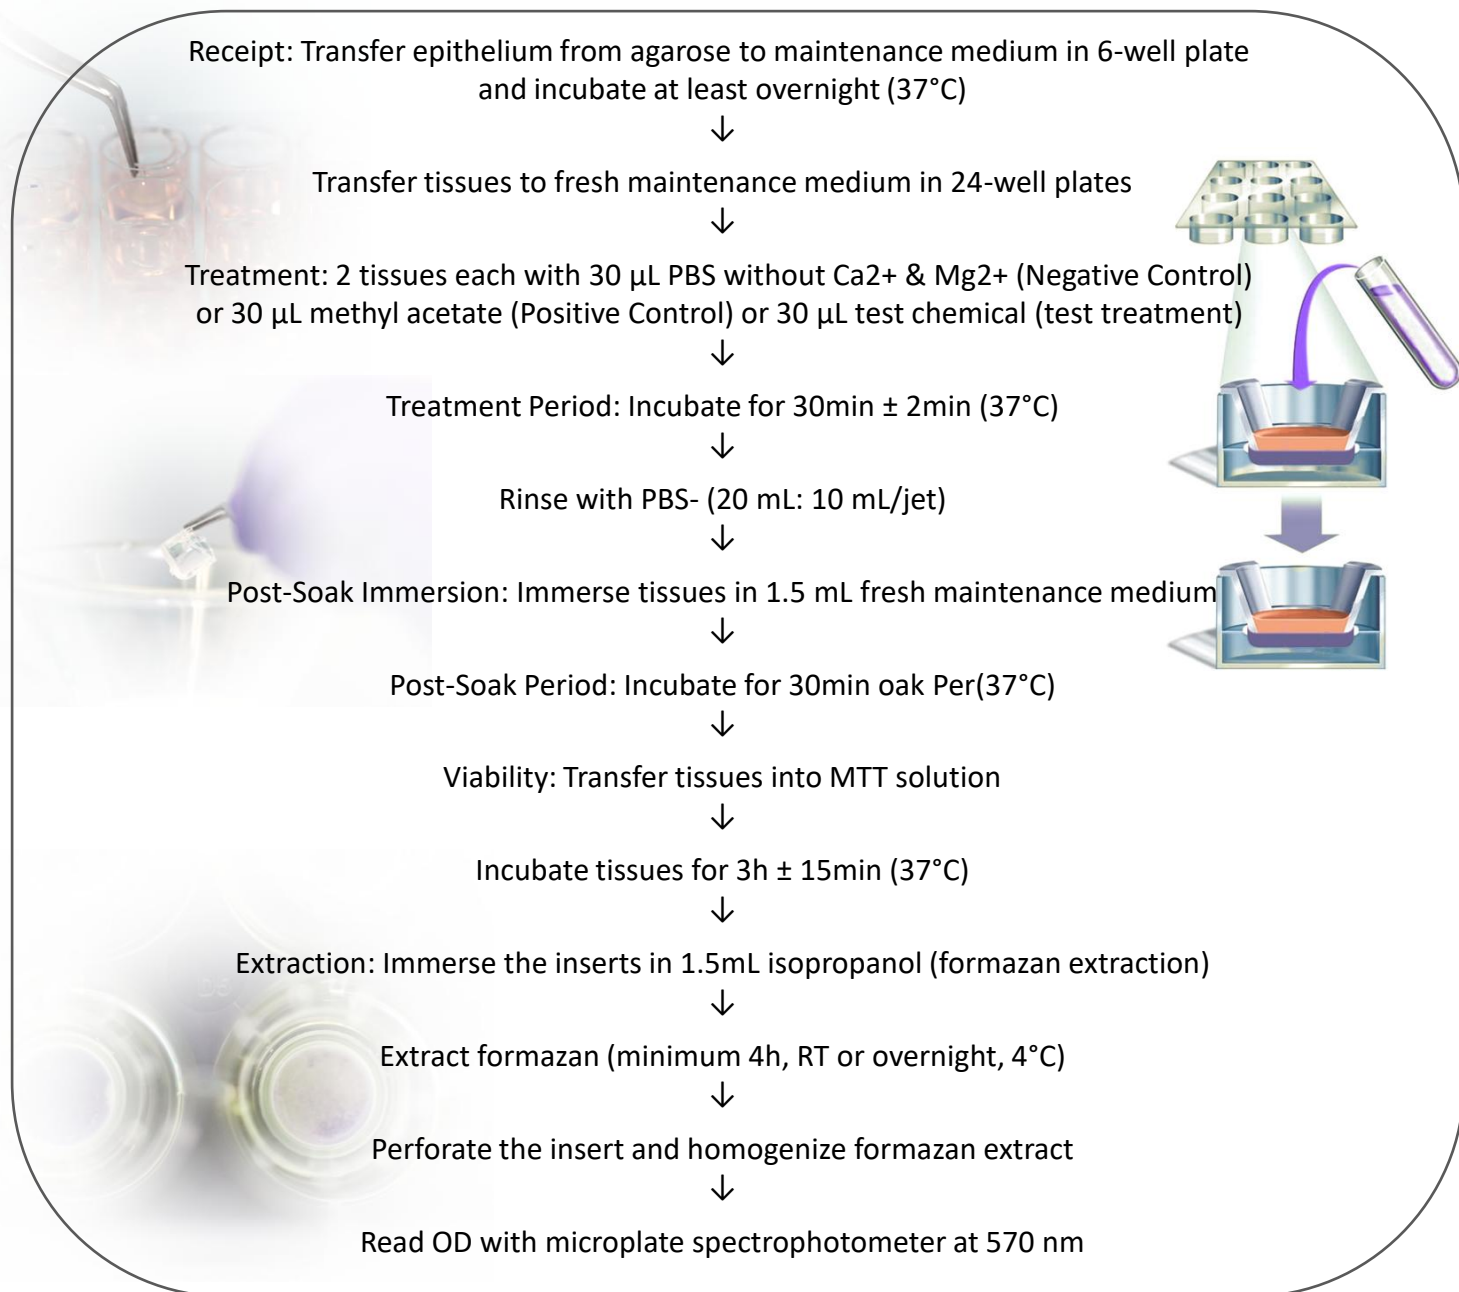 Receipt: Transfer epithelium from agarose to maintenance medium in 6-well plate
and incubate at least overnight (37°C)
↓
Transfer tissues to fresh maintenance medium in 24-well plates
↓
Treatment: 2 tissues each with 30 µL PBS without Ca2+ & Mg2+ (Negative Control)
or 30 µL methyl acetate (Positive Control) or 30 µL test chemical (test treatment)
↓
Treatment Period: Incubate for 30min ± 2min (37°C)
↓
Rinse with PBS- (20 mL: 10 mL/jet)
↓
Post-Soak Immersion: Immerse tissues in 1.5 mL fresh maintenance medium
↓
Post-Soak Period: Incubate for 30min oak Per(37°C)
↓
Viability: Transfer tissues into MTT solution
↓
Incubate tissues for 3h ± 15min (37°C)
↓
Extraction: Immerse the inserts in 1.5mL isopropanol (formazan extraction)
↓
Extract formazan (minimum 4h, RT or overnight, 4°C)
↓
Perforate the insert and homogenize formazan extract
↓
Read OD with microplate spectrophotometer at 570 nm